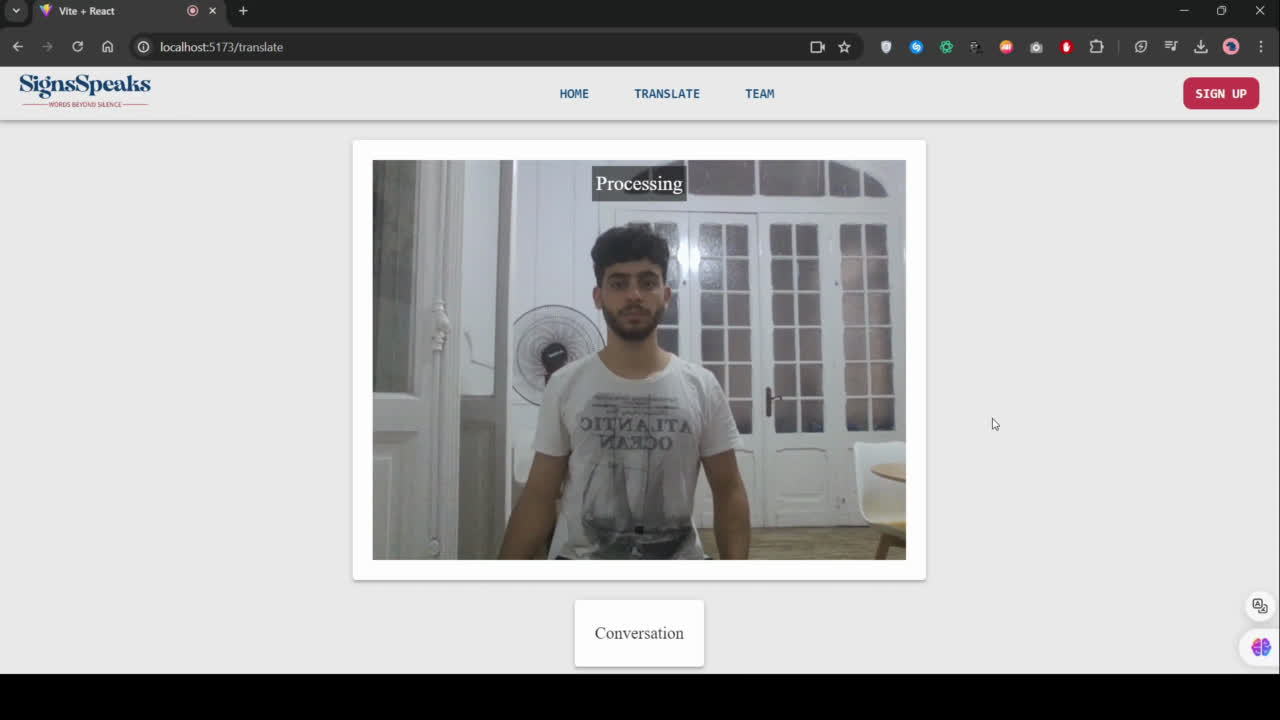 Vite + React
localhost:5173/translate
SignsSpeaks
WORDS BEYOND SILENCE
HOME
TRANSLATE
TEAM
SIGN UP
Processing
ATLANTIC
OCEAN
Conversation